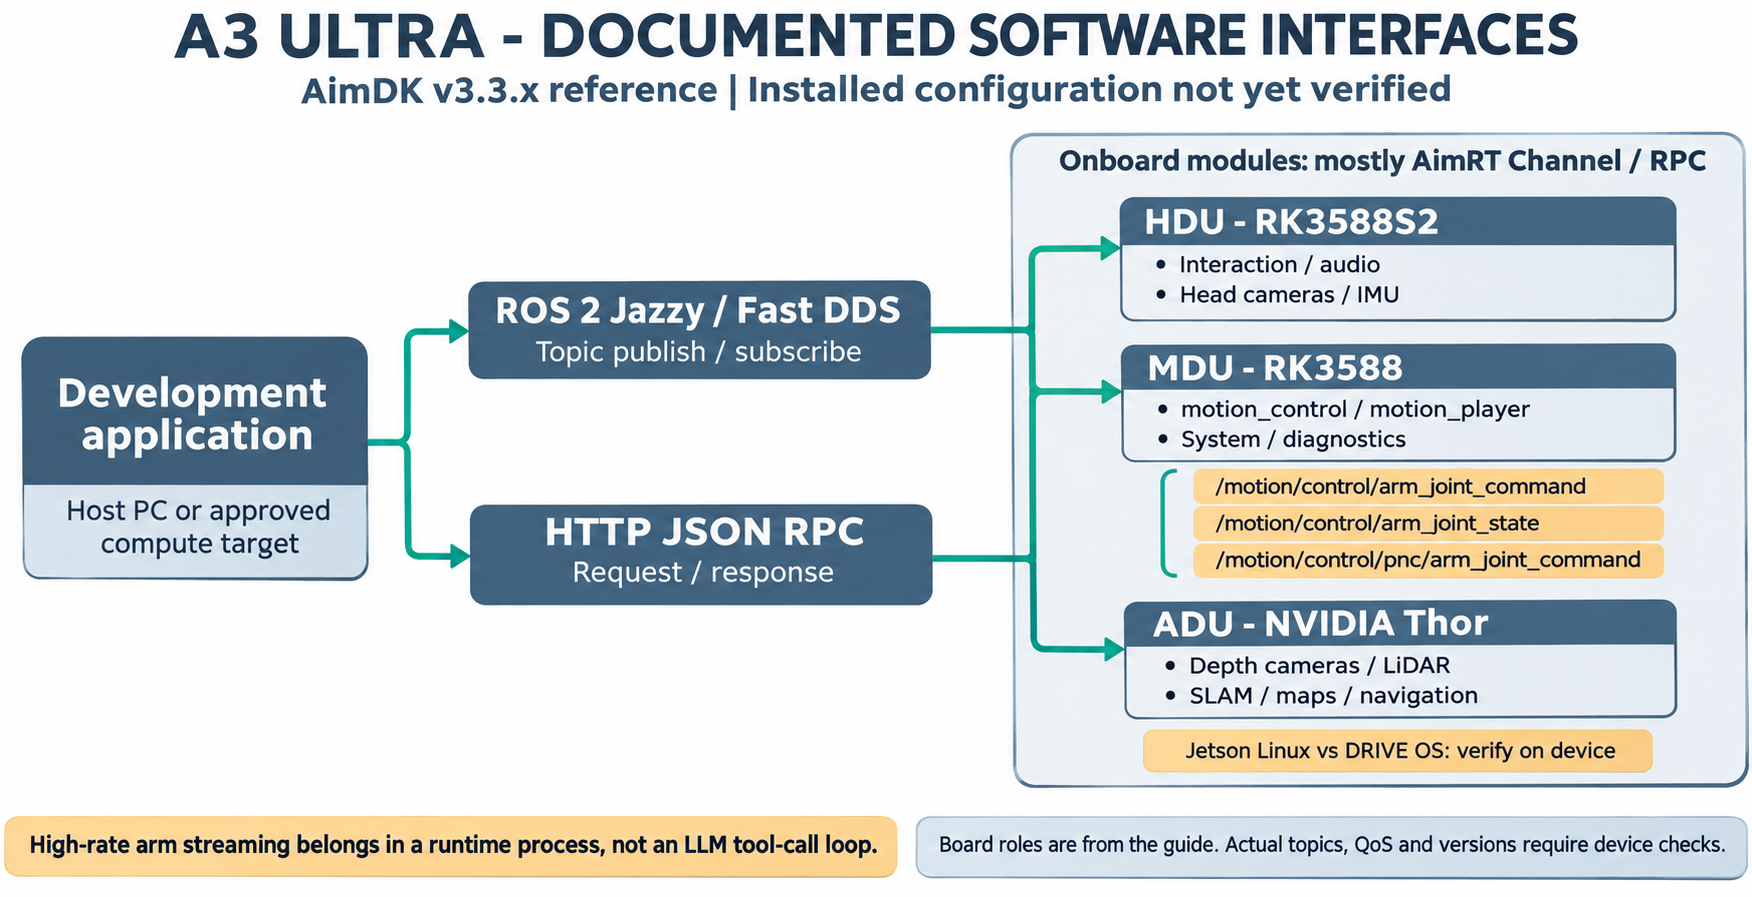 A3 ULTRA - DOCUMENTED SOFTWARE INTERFACES
AimDK v3.3.x reference | Installed configuration not yet verified
Development
application
Host PC or approved
compute target
ROS 2 Jazzy / Fast DDS
Topic publish / subscribe
HTTP JSON RPC
Request / response
Onboard modules: mostly AimRT Channel / RPC
HDU - RK3588S2
• Interaction / audio
• Head cameras / IMU
MDU - RK3588
• motion_control / motion_player
• System / diagnostics
/motion/control/arm_joint_command
/motion/control/arm_joint_state
/motion/control/pnc/arm_joint_command
ADU - NVIDIA Thor
• Depth cameras / LiDAR
• SLAM / maps / navigation
Jetson Linux vs DRIVE OS: verify on device
High-rate arm streaming belongs in a runtime process, not an LLM tool-call loop.
Board roles are from the guide. Actual topics, QoS and versions require device checks.